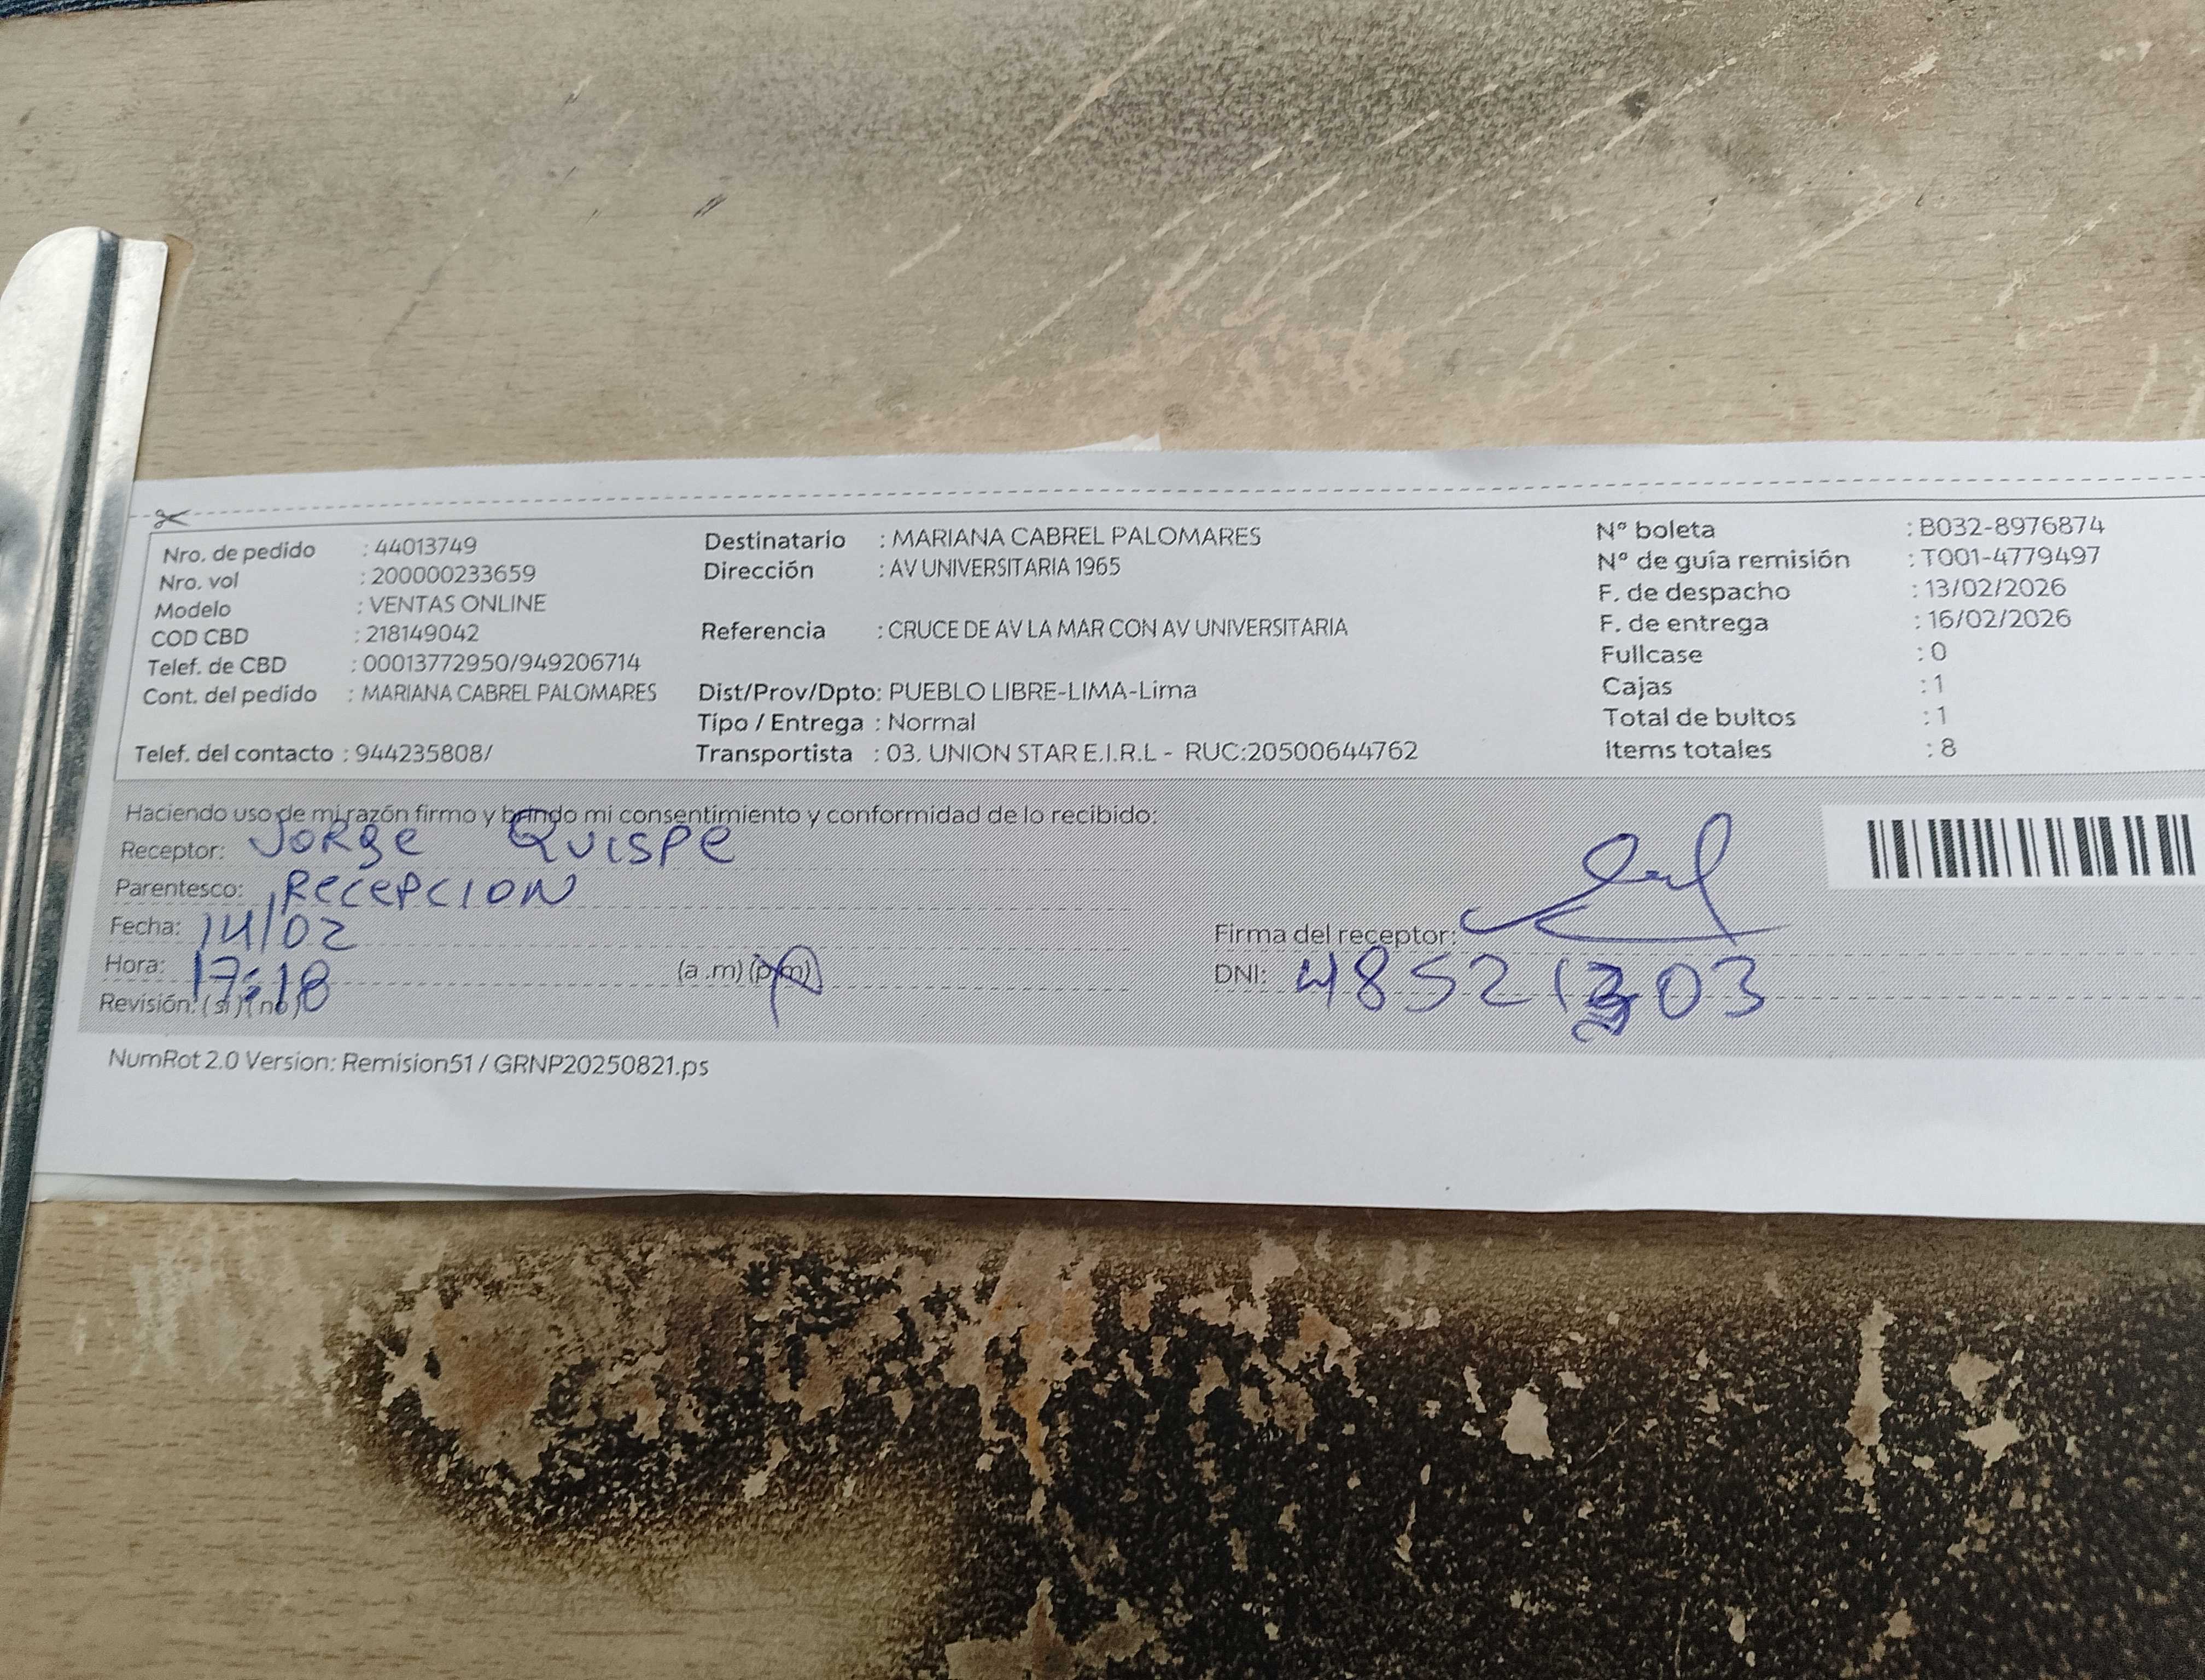 Nro. de pedido : 44013749
Nro. vol : 200000233659
Modelo : VENTAS ONLINE
COD CBD : 218149042
Telef. de CBD : 00013772950/949206714
Cont. del pedido : MARIANA CABREL PALOMARES
Telef. del contacto : 944235808/
Destinatario : MARIANA CABREL PALOMARES
Dirección : AV UNIVERSITARIA 1965
Referencia : CRUCE DE AV LA MAR CON AV UNIVERSITARIA
Dist/Prov/Dpto: PUEBLO LIBRE-LIMA-Lima
Tipo / Entrega : Normal
Transportista : 03. UNION STAR E.I.R.L - RUC:20500644762
N° boleta : B032-8976874
N° de guía remisión : T001-4779497
F. de despacho : 13/02/2026
F. de entrega : 16/02/2026
Fullcase : 0
Cajas : 1
Total de bultos : 1
Items totales : 8
Haciendo uso de mi razón firmo y brindo mi consentimiento y conformidad de lo recibido:
Receptor: Jorge Quispe
Parentesco: Recepcion
Fecha: 14/02
Hora: 17:18 (a .m) (p.m)
Revisión: (si) (no)
Firma del receptor:
DNI:
NumRot 2.0 Version: Remision51 / GRNP20250821.ps